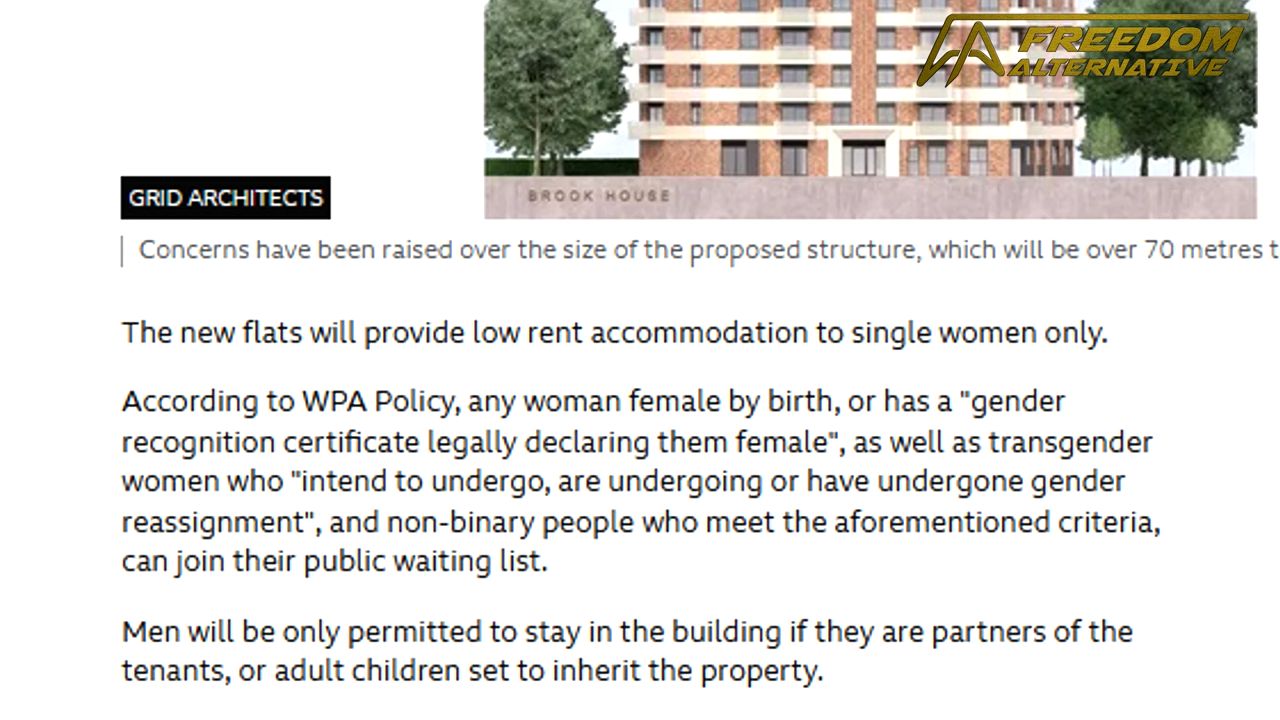 FREEDOM
ALTERNATIVE
BROOK HOUSE
GRID ARCHITECTS
Concerns have been raised over the size of the proposed structure, which will be over 70 metres t
The new flats will provide low rent accommodation to single women only.
According to WPA Policy, any woman female by birth, or has a "gender
recognition certificate legally declaring them female", as well as transgender
women who "intend to undergo, are undergoing or have undergone gender
reassignment", and non-binary people who meet the aforementioned criteria,
can join their public waiting list.
Men will be only permitted to stay in the building if they are partners of the
tenants, or adult children set to inherit the property.